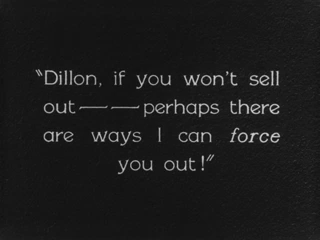 "Dillon, if you won't sell
out — — perhaps there
are ways I can force
you out!"